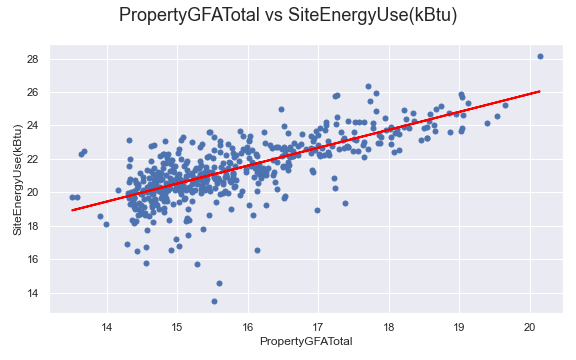 PropertyGFATotal vs SiteEnergyUse(kBtu)
28
26
24
22
20
18
16
14
SiteEnergyUse(kBtu)
14 15 16 17 18 19 20
PropertyGFATotal